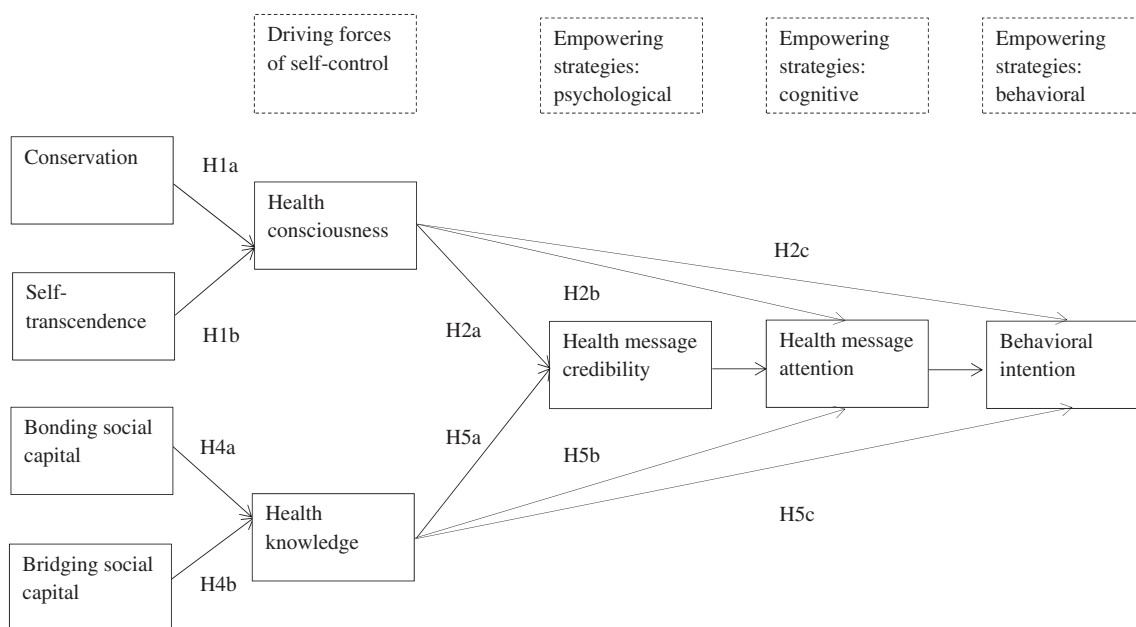 Driving forces
of self-control
Empowering
strategies:
psychological
Empowering
strategies:
cognitive
Empowering
strategies:
behavioral
Conservation
H1a
Health
consciousness
Self-
transcendence
H1b
H2a
H2b
H2c
Health message
credibility
Health message
attention
Behavioral
intention
Bonding social
capital
H4a
H5a
H5b
H5c
Health
knowledge
Bridging social
capital
H4b